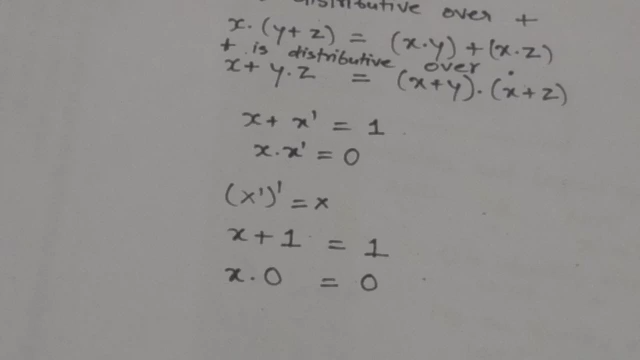 distributive over +
x·(y+z) = (x·y)+(x·z)
+ is distributive over ·
x+y·z = (x+y)·(x+z)
x+x' = 1
x·x' = 0
(x')' = x
x+1 = 1
x·0 = 0